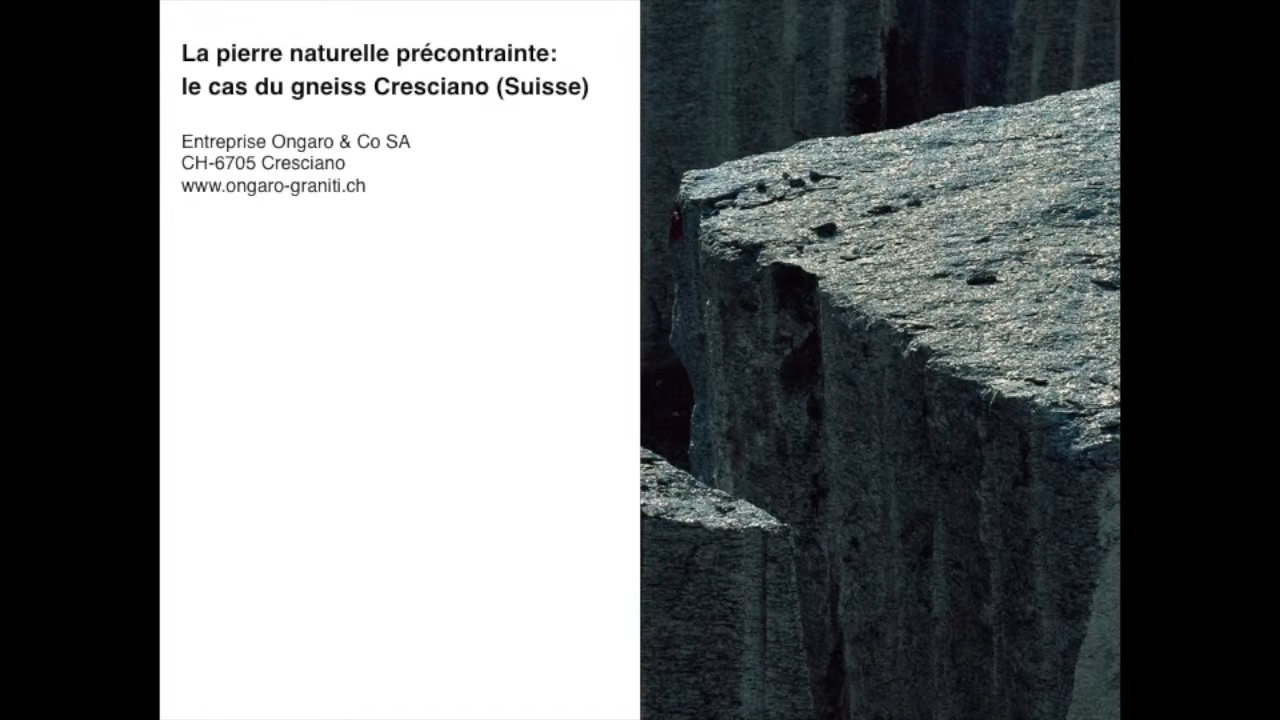 La pierre naturelle précontrainte:
le cas du gneiss Cresciano (Suisse)
Entreprise Ongaro & Co SA
CH-6705 Cresciano
www.ongaro-graniti.ch